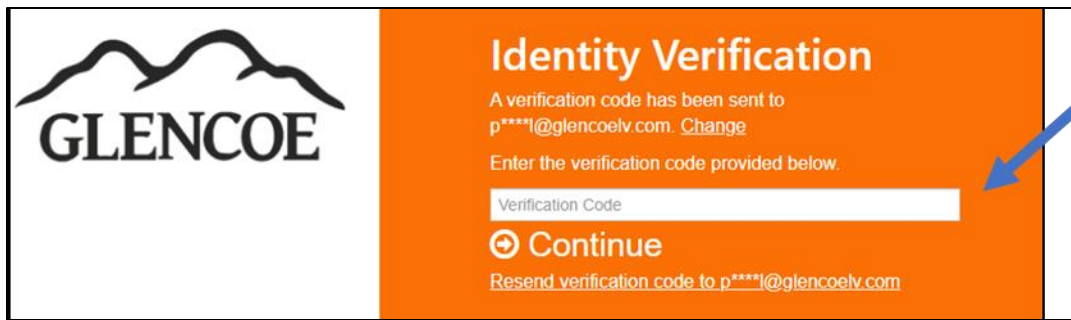 GLENCOE
Identity Verification
A verification code has been sent to
p****l@glencoelv.com. Change
Enter the verification code provided below.
Verification Code
Continue
Resend verification code to p****l@glencoelv.com